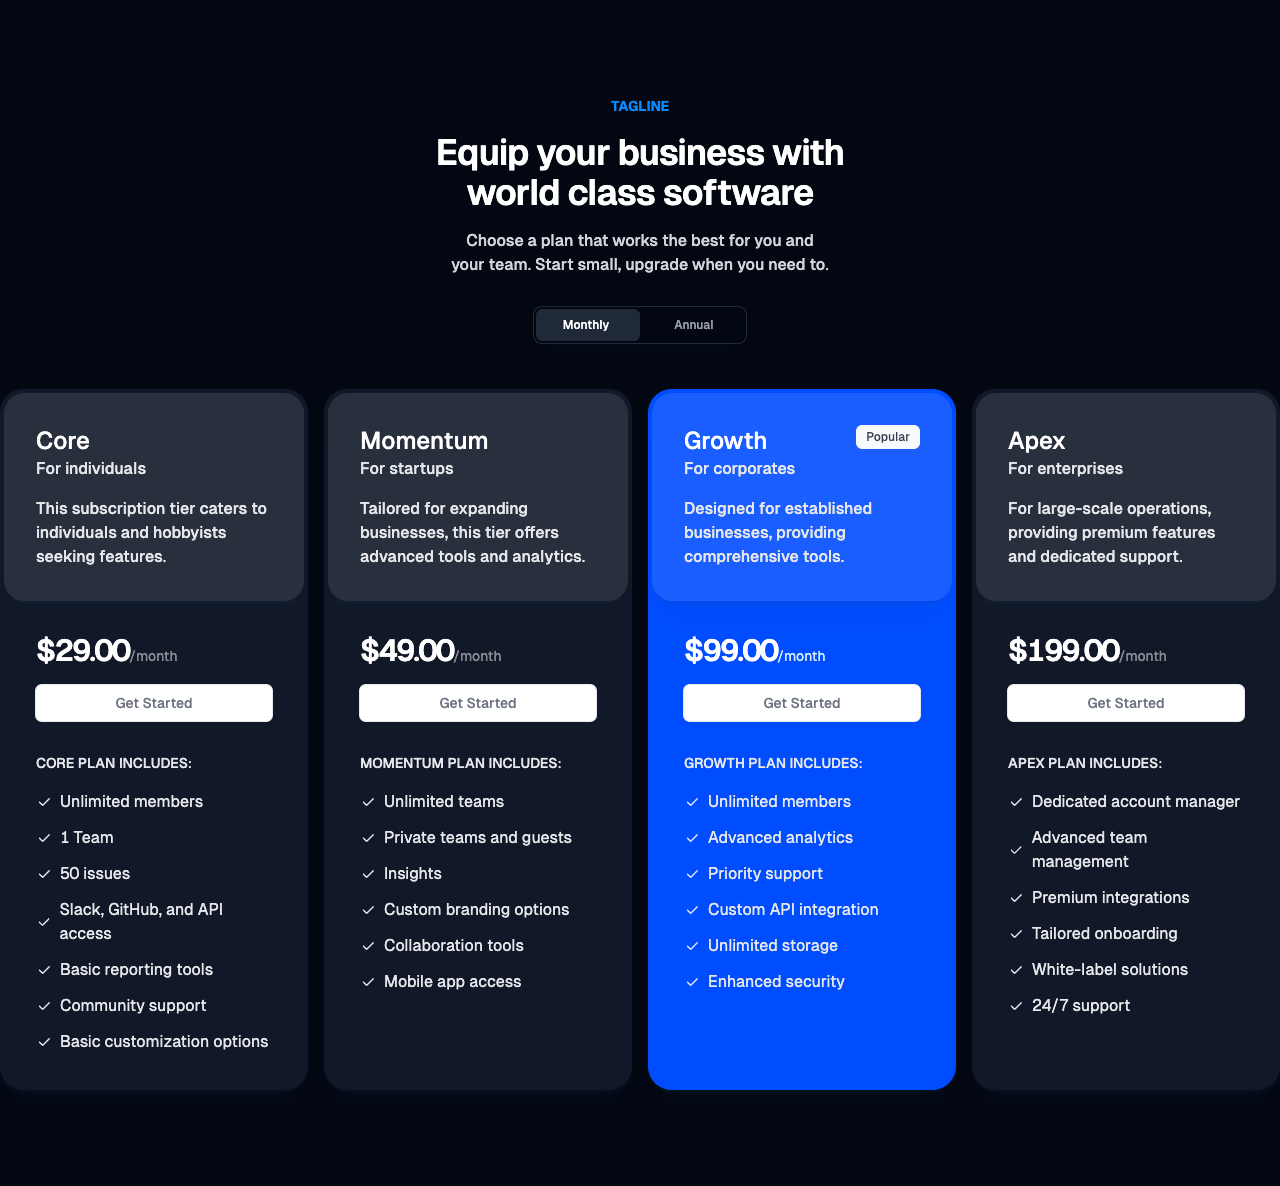 TAGLINE
Equip your business with
world class software
Choose a plan that works the best for you and
your team. Start small, upgrade when you need to.
Monthly
Annual
Core
For individuals
This subscription tier caters to
individuals and hobbyists
seeking features.
$29.00/month
Get Started
CORE PLAN INCLUDES:
Unlimited members
1 Team
50 issues
Slack, GitHub, and API
access
Basic reporting tools
Community support
Basic customization options
Momentum
For startups
Tailored for expanding
businesses, this tier offers
advanced tools and analytics.
$49.00/month
Get Started
MOMENTUM PLAN INCLUDES:
Unlimited teams
Private teams and guests
Insights
Custom branding options
Collaboration tools
Mobile app access
Growth
Popular
For corporates
Designed for established
businesses, providing
comprehensive tools.
$99.00/month
Get Started
GROWTH PLAN INCLUDES:
Unlimited members
Advanced analytics
Priority support
Custom API integration
Unlimited storage
Enhanced security
Apex
For enterprises
For large-scale operations,
providing premium features
and dedicated support.
$199.00/month
Get Started
APEX PLAN INCLUDES:
Dedicated account manager
Advanced team
management
Premium integrations
Tailored onboarding
White-label solutions
24/7 support